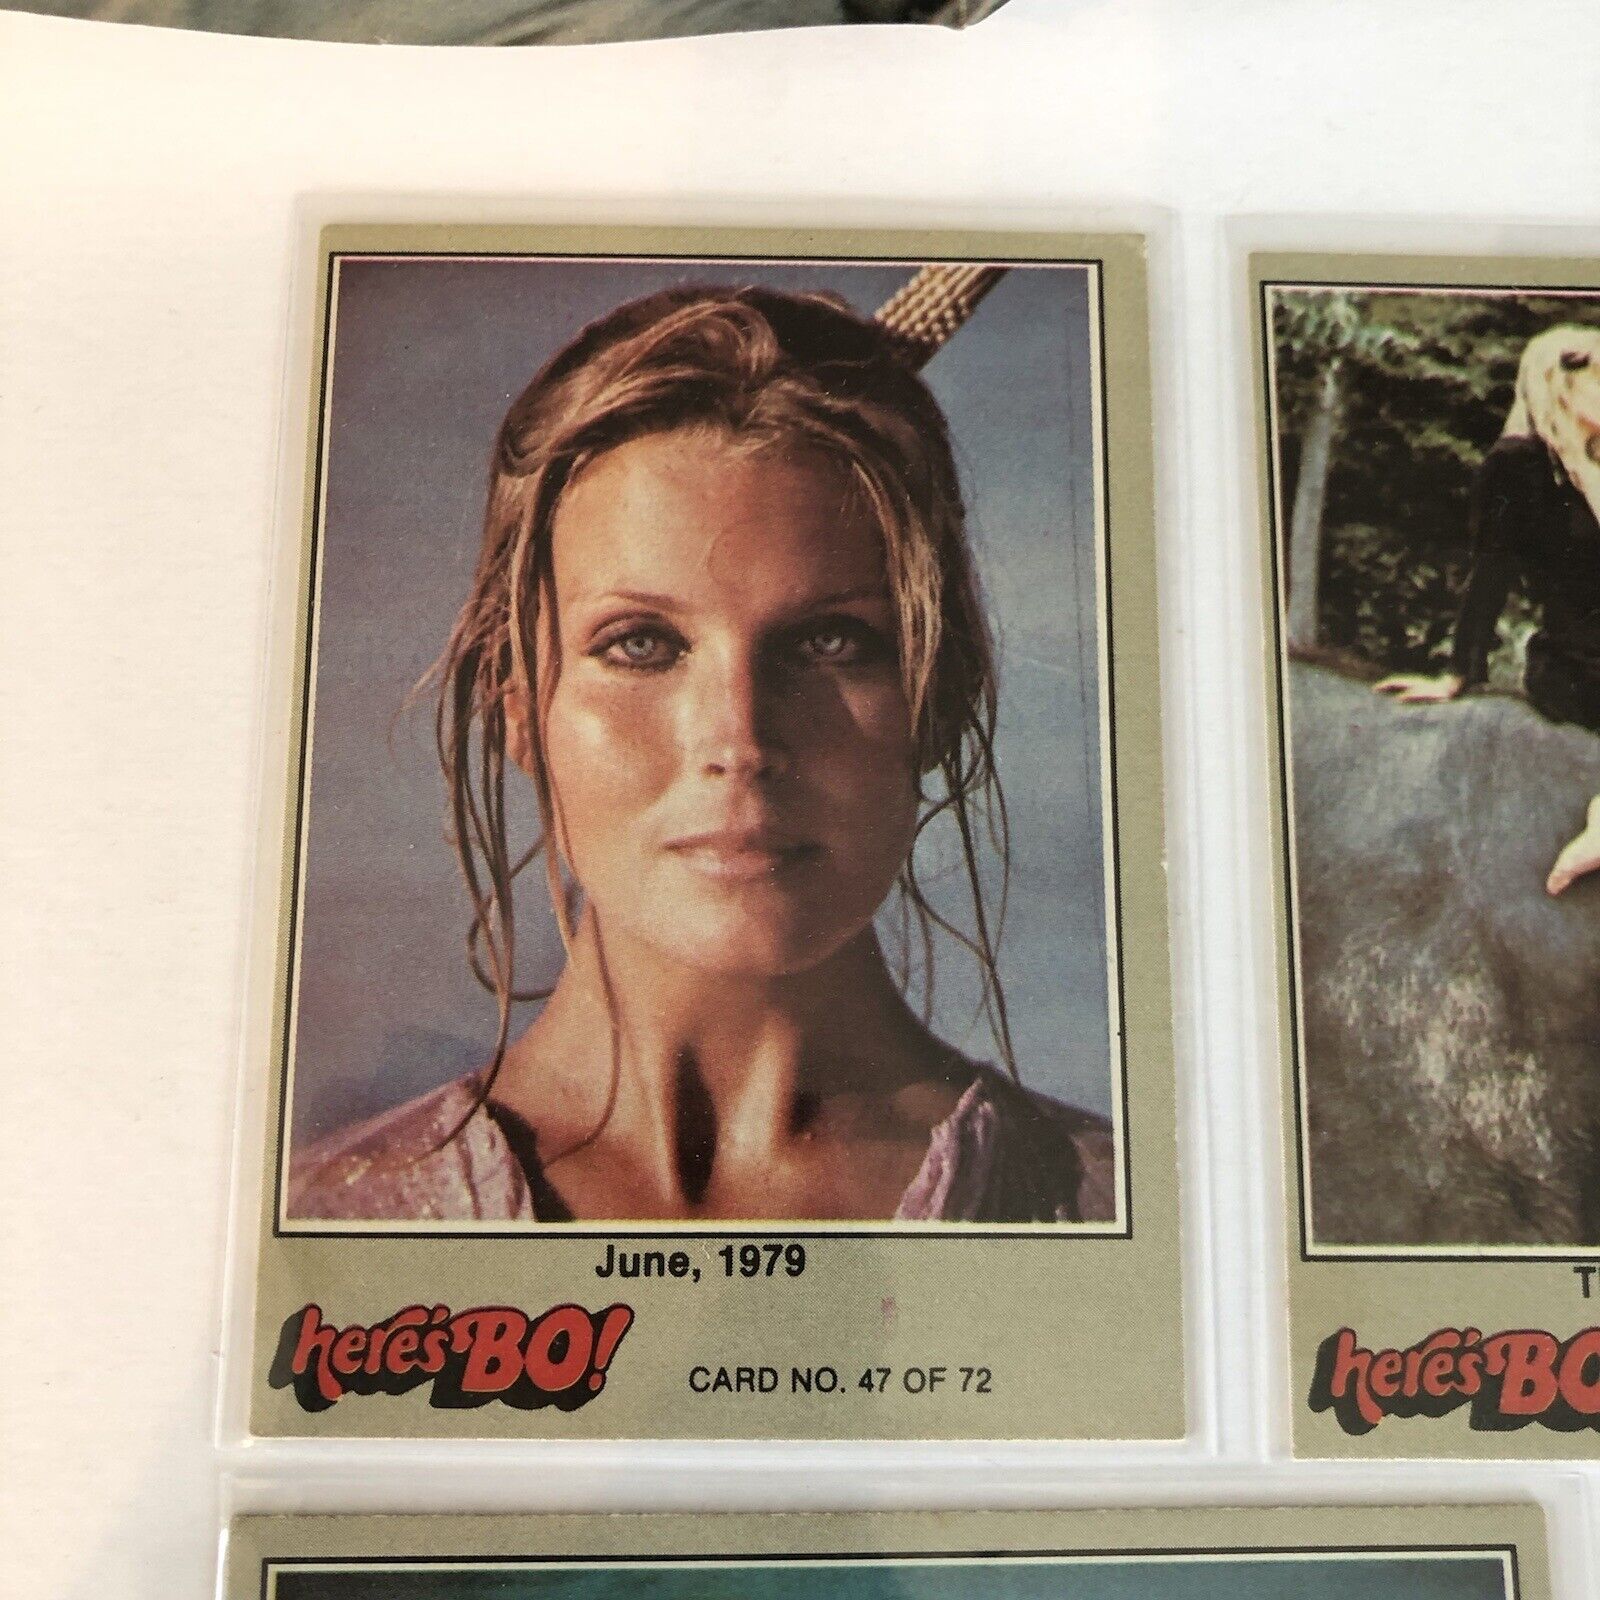 June, 1979
here's BO!
CARD NO. 47 OF 72
here's BO